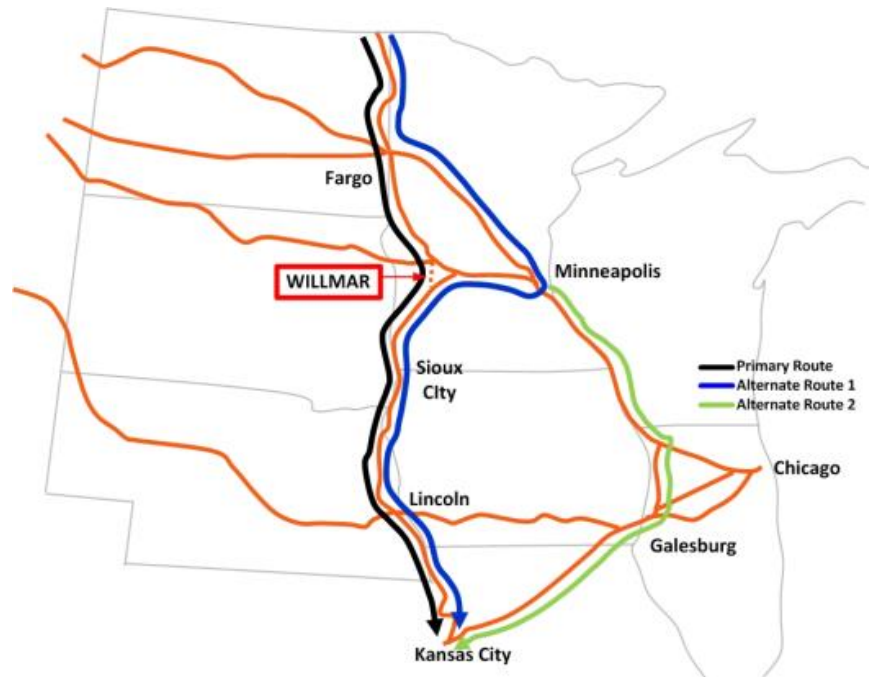 Fargo
WILLMAR
Minneapolis
Sioux
CIty
Primary Route
Alternate Route 1
Alternate Route 2
Chicago
Lincoln
Galesburg
Kansas City